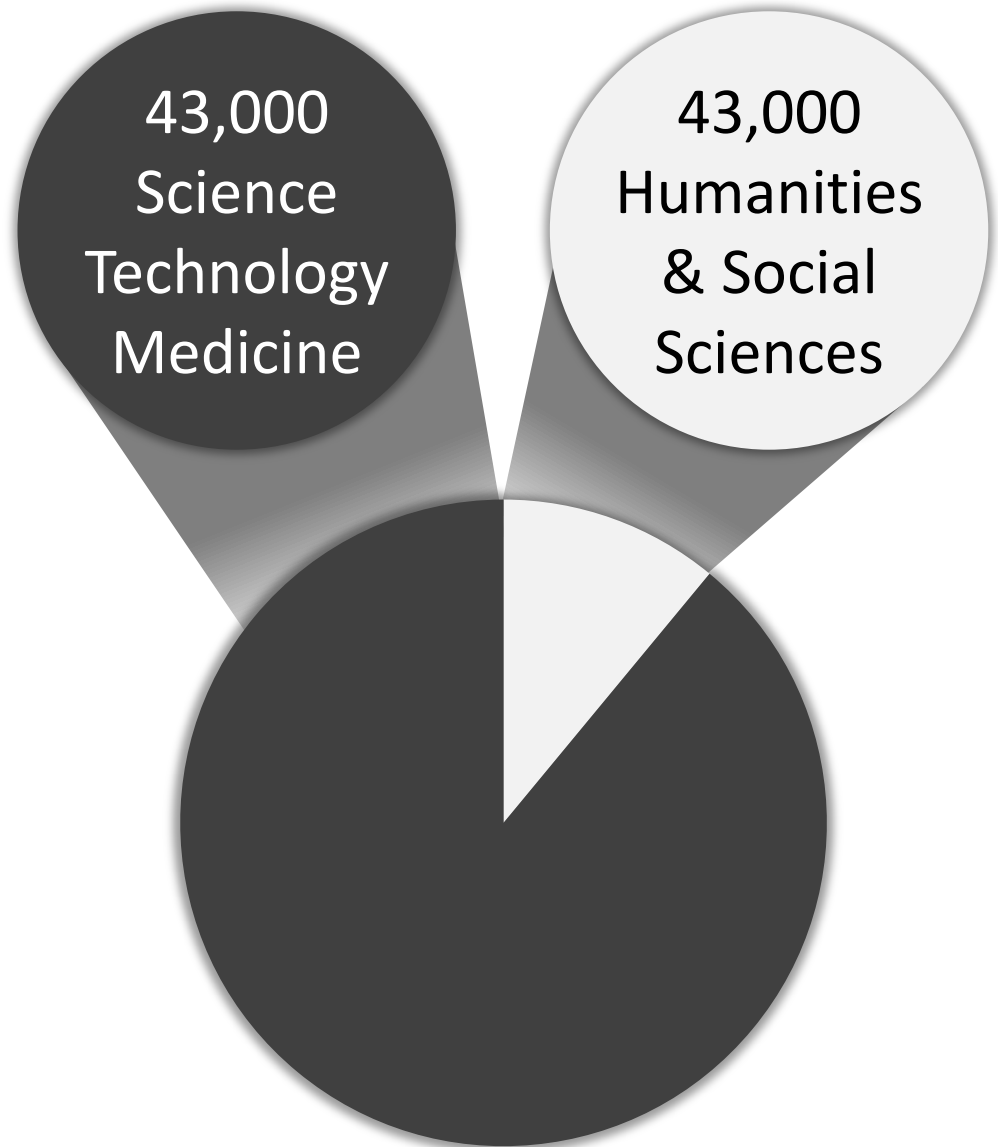 43,000
Science
Technology
Medicine
43,000
Humanities
& Social
Sciences